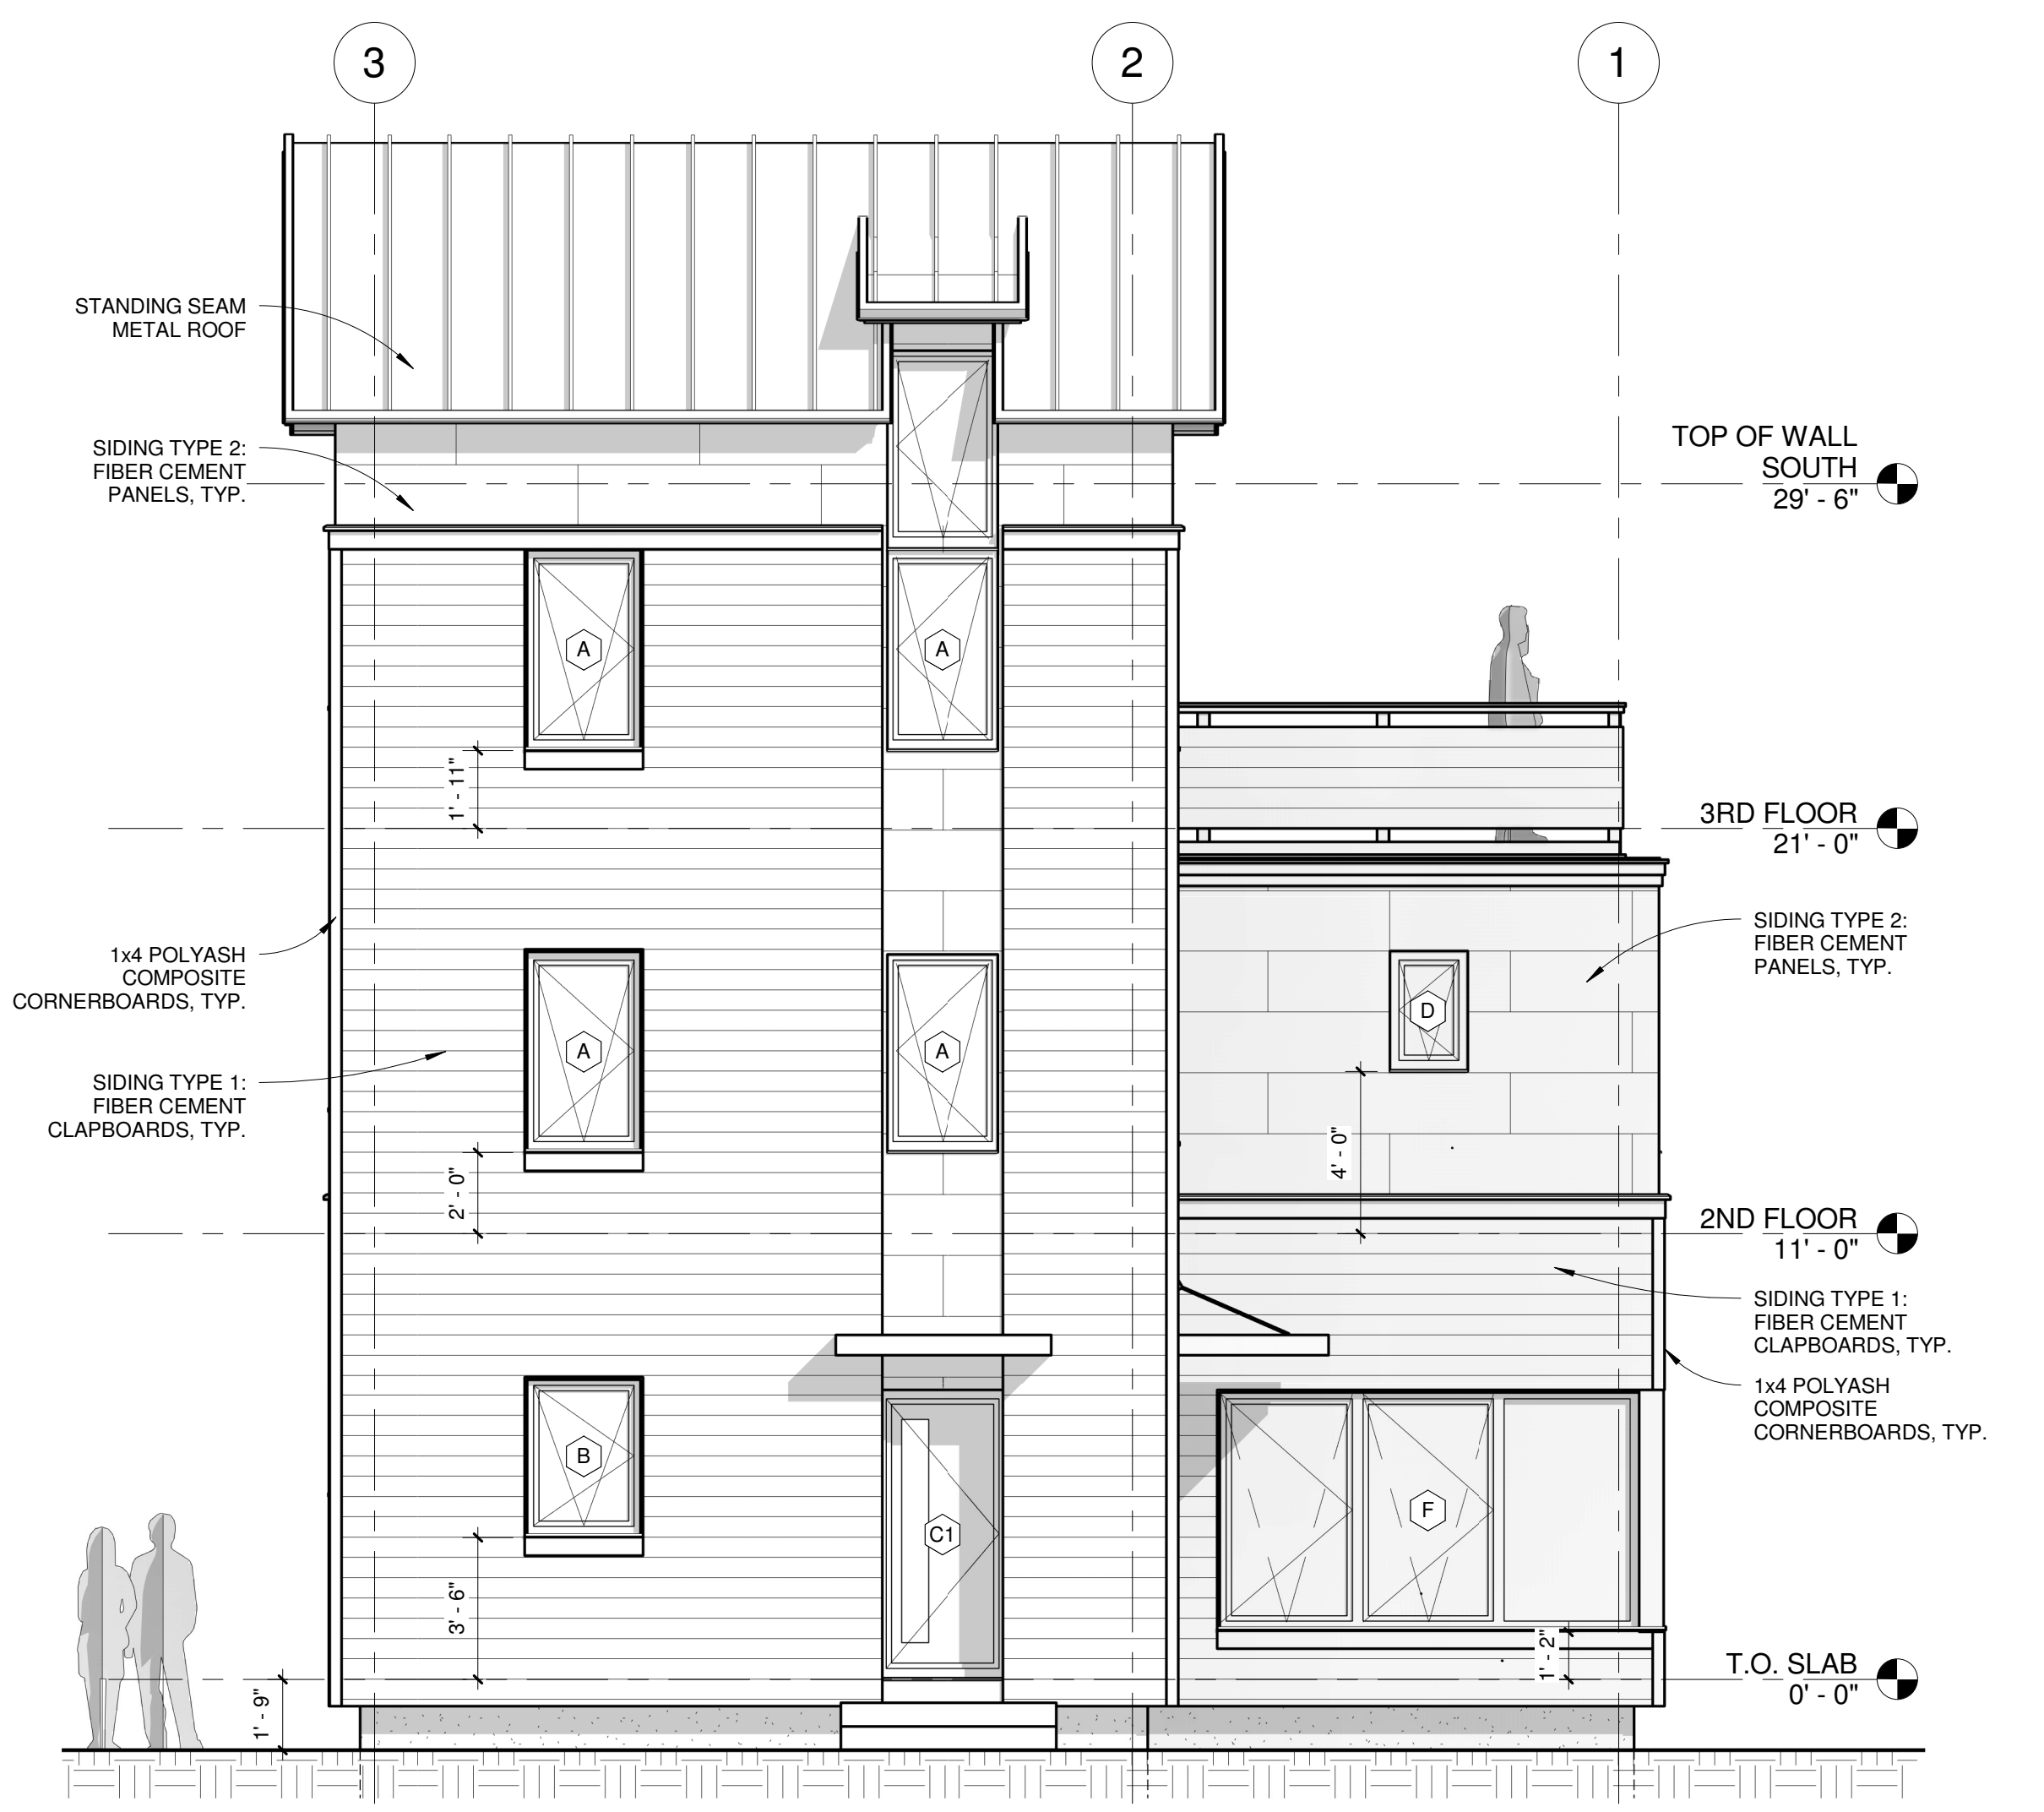 3
2
1
STANDING SEAM
METAL ROOF
SIDING TYPE 2:
FIBER CEMENT
PANELS, TYP.
TOP OF WALL
SOUTH
29' - 6"
A
A
1' - 11"
3RD FLOOR
21' - 0"
1x4 POLYASH
COMPOSITE
CORNERBOARDS, TYP.
SIDING TYPE 2:
FIBER CEMENT
PANELS, TYP.
D
A
A
SIDING TYPE 1:
FIBER CEMENT
CLAPBOARDS, TYP.
4' - 0"
2' - 0"
2ND FLOOR
11' - 0"
SIDING TYPE 1:
FIBER CEMENT
CLAPBOARDS, TYP.
1x4 POLYASH
COMPOSITE
CORNERBOARDS, TYP.
B
F
C1
3' - 6"
1' - 2"
T.O. SLAB
0' - 0"
1' - 9"